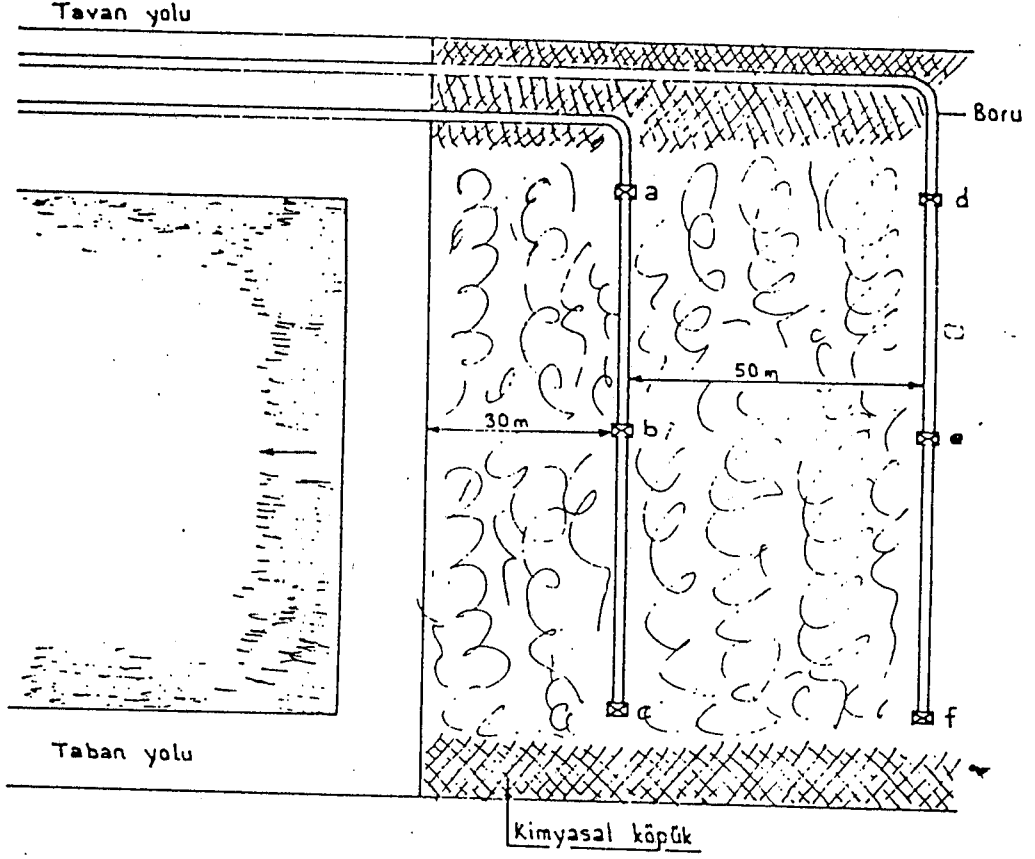 Tavan yolu
Boru
a
d
50 m
30 m
b
e
c
f
Taban yolu
Kimyasal köpük